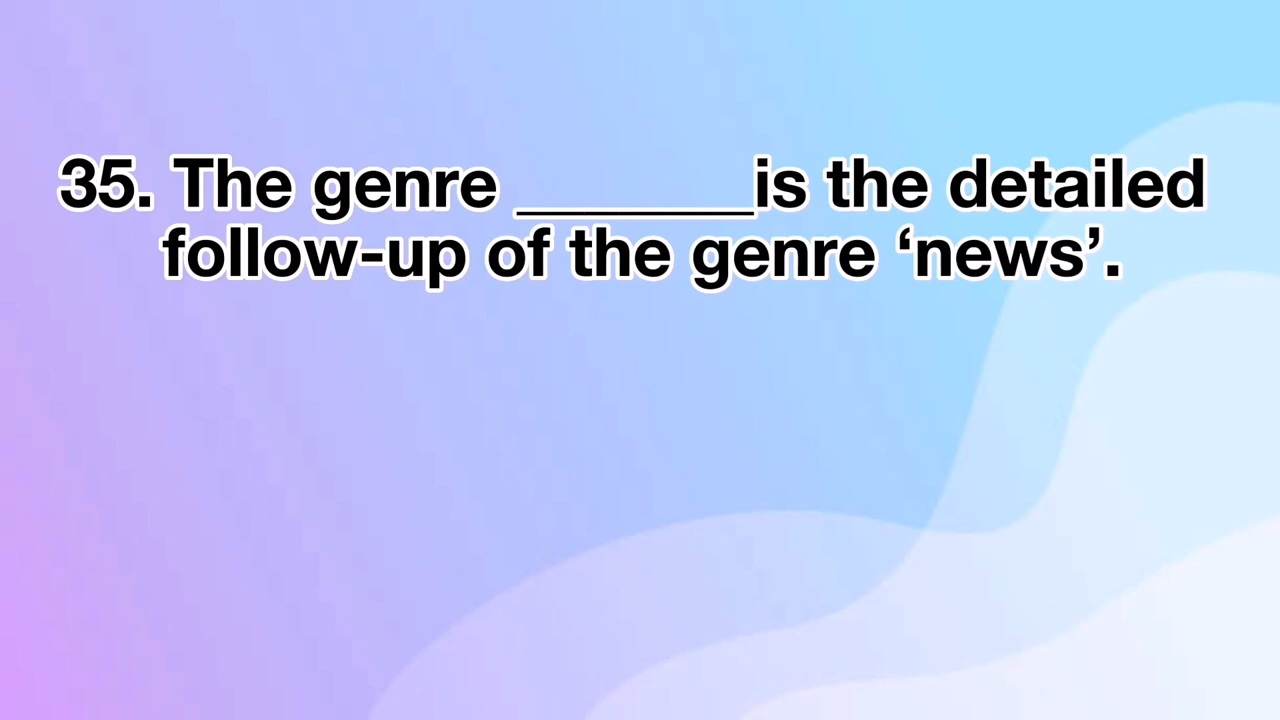 35. The genre _______is the detailed
follow-up of the genre ‘news’.